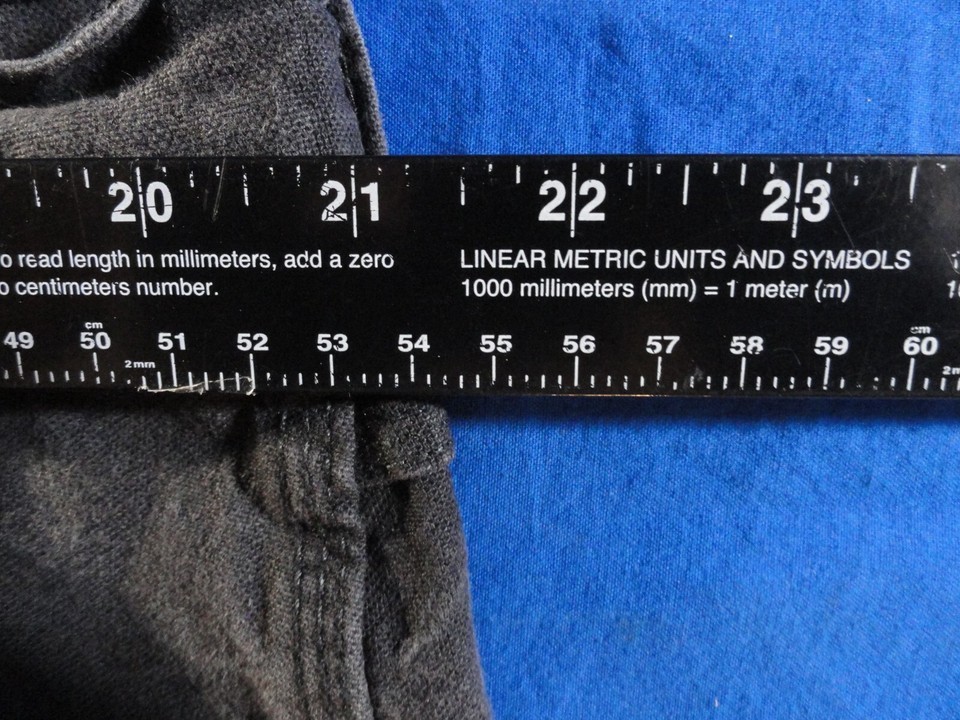 20 21 22 23
o read length in millimeters, add a zero
o centimeters number.
LINEAR METRIC UNITS AND SYMBOLS
1000 millimeters (mm) = 1 meter (m)
cm cm
49 50 51 52 53 54 55 56 57 58 59 60
2mm 2m